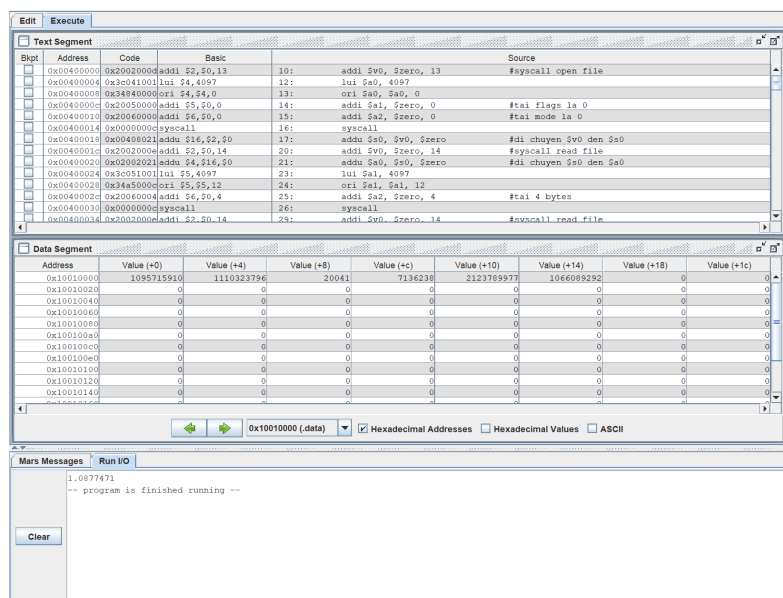 Edit Execute
Text Segment
Bkpt Address Code Basic Source
0x00400000 0x2002000d addi $2,$0,13 10: addi $v0, $zero, 13 #syscall open file
0x00400004 0x3c041001 lui $4,4097 12: lui $a0, 4097
0x00400008 0x34840000 ori $4,$4,0 13: ori $a0, $a0, 0
0x0040000c 0x20050000 addi $5,$0,0 14: addi $a1, $zero, 0 #tai flags la 0
0x00400010 0x20060000 addi $6,$0,0 15: addi $a2, $zero, 0 #tai mode la 0
0x00400014 0x0000000c syscall 16: syscall
0x00400018 0x00408021 addu $16,$2,$0 17: addu $s0, $v0, $zero #di chuyen $v0 den $s0
0x0040001c 0x2002000e addi $2,$0,14 20: addi $v0, $zero, 14 #syscall read file
0x00400020 0x02002021 addu $4,$16,$0 21: addu $a0, $s0, $zero #di chuyen $s0 den $a0
0x00400024 0x3c051001 lui $5,4097 23: lui $a1, 4097
0x00400028 0x34a5000c ori $5,$5,12 24: ori $a1, $a1, 12
0x0040002c 0x20060004 addi $6,$0,4 25: addi $a2, $zero, 4 #tai 4 bytes
0x00400030 0x0000000c syscall 26: syscall
0x00400034 0x2002000e addi $2,$0,14 29: addi $v0, $zero, 14 #syscall read file
Data Segment
Address Value (+0) Value (+4) Value (+8) Value (+c) Value (+10) Value (+14) Value (+18) Value (+1c)
0x10010000 1095715910 1110323796 20041 7136238 2123789977 1066089292 0 0
0x10010020 0 0 0 0 0 0 0 0
0x10010040 0 0 0 0 0 0 0 0
0x10010060 0 0 0 0 0 0 0 0
0x10010080 0 0 0 0 0 0 0 0
0x100100a0 0 0 0 0 0 0 0 0
0x100100c0 0 0 0 0 0 0 0 0
0x100100e0 0 0 0 0 0 0 0 0
0x10010100 0 0 0 0 0 0 0 0
0x10010120 0 0 0 0 0 0 0 0
0x10010140 0 0 0 0 0 0 0 0
0x10010000 (.data) Hexadecimal Addresses Hexadecimal Values ASCII
Mars Messages Run I/O
1.0877471
-- program is finished running --
Clear